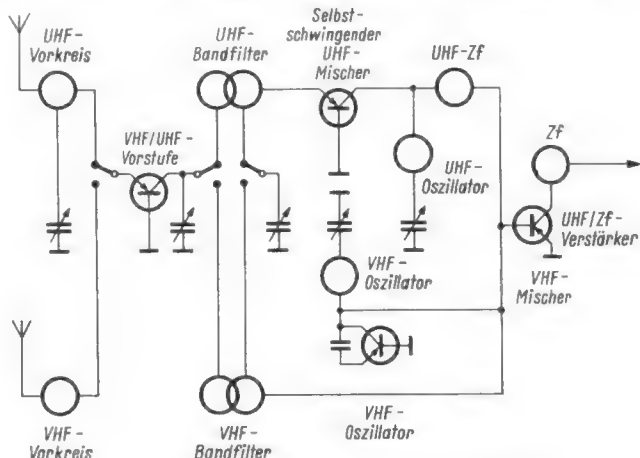 UHF-
Vorkreis
UHF-
Bandfilter
Selbst-
schwingender
UHF-
Mischer
UHF-Zf
VHF/UHF-
Vorstufe
UHF-
Oszillator
Zf
UHF/Zf-
Verstärker
VHF-
Mischer
VHF-
Oszillator
VHF-
Vorkreis
VHF-
Bandfilter
VHF-
Oszillator